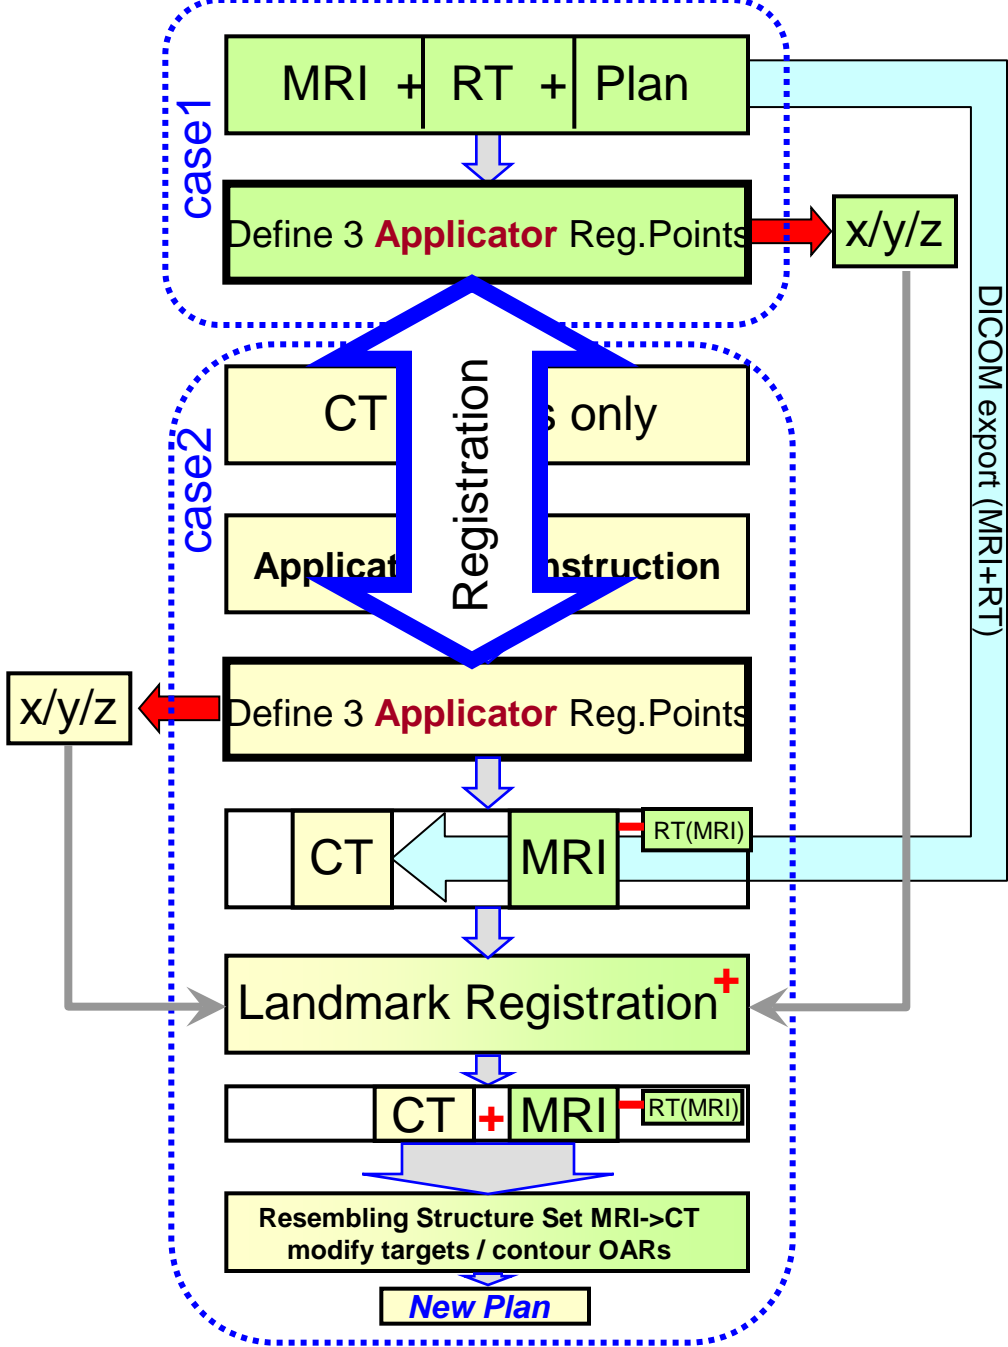 case1
MRI + RT + Plan
Define 3 Applicator Reg.Points
x/y/z
DICOM export (MRI+RT)
Registration
case2
CT s only
Applicat nstruction
x/y/z
Define 3 Applicator Reg.Points
CT MRI RT(MRI)
Landmark Registration+
CT + MRI RT(MRI)
Resembling Structure Set MRI->CT
modify targets / contour OARs
New Plan